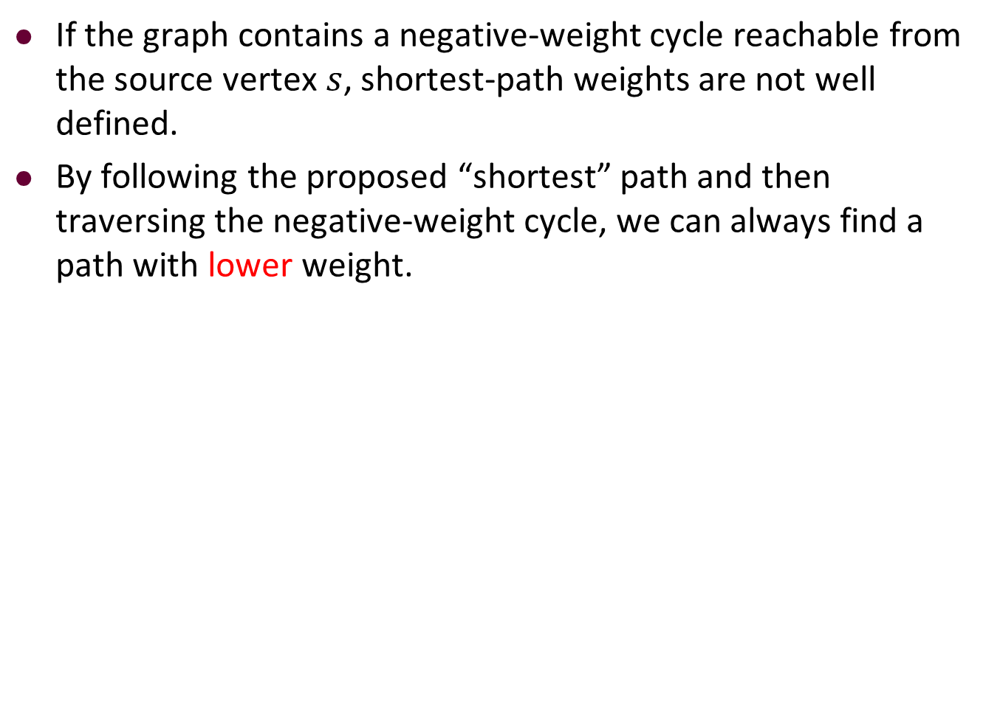 ● If the graph contains a negative-weight cycle reachable from
the source vertex s, shortest-path weights are not well
defined.
● By following the proposed “shortest” path and then
traversing the negative-weight cycle, we can always find a
path with lower weight.